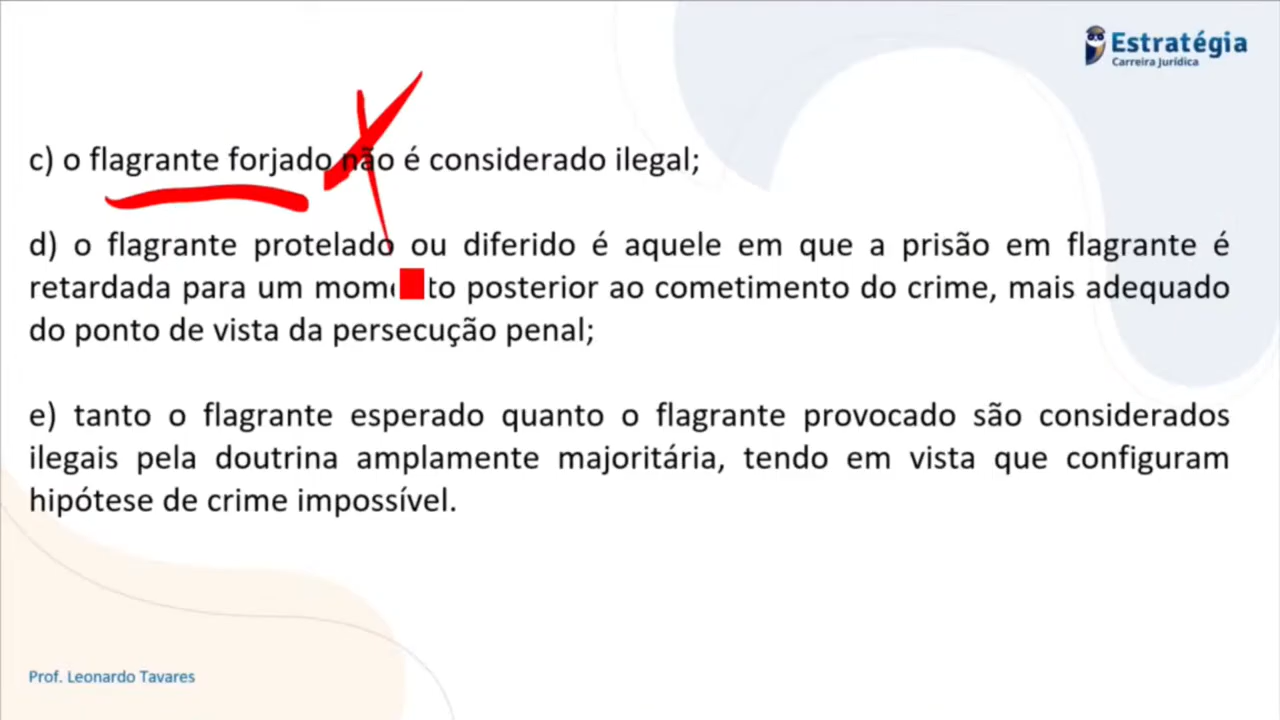 Estratégia
Carreira Jurídica
c) o flagrante forjado não é considerado ilegal;
d) o flagrante protelado ou diferido é aquele em que a prisão em flagrante é
retardada para um momento posterior ao cometimento do crime, mais adequado
do ponto de vista da persecução penal;
e) tanto o flagrante esperado quanto o flagrante provocado são considerados
ilegais pela doutrina amplamente majoritária, tendo em vista que configuram
hipótese de crime impossível.
Prof. Leonardo Tavares